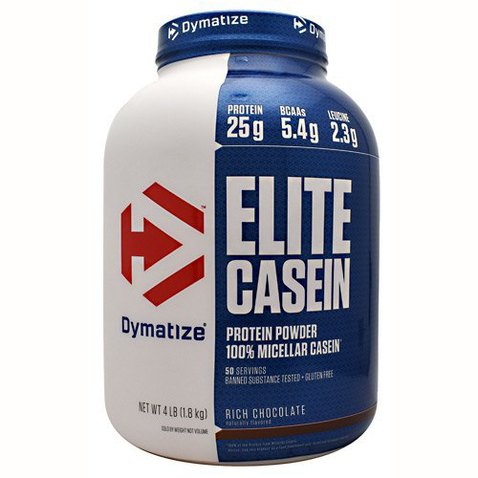 Dymatize
PROTEIN
25g
BCAAs
5.4g
LEUCINE
2.3g
ELITE
CASEIN
PROTEIN POWDER
100% MICELLAR CASEIN
50 SERVINGS
BANNED SUBSTANCE TESTED • GLUTEN FREE
RICH CHOCOLATE
naturally flavored
TM
Dymatize®
NET WT 4 LB (1.8 kg)
SOLD BY WEIGHT NOT VOLUME